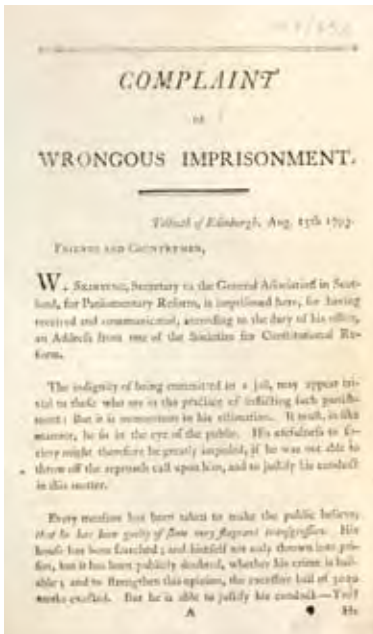 COMPLAINT
OF
WRONGOUS IMPRISONMENT.
Tolbooth of Edinburgh, Aug. 15th 1793.
FRIENDS AND COUNTRYMEN,
W. SKIRVING, Secretary to the General Association in Scot-
land, for Parliamentary Reform, is imprisoned here, for having
received and communicated, according to the duty of his office,
an Address from one of the Societies for Constitutional Re-
form.
The indignity of being committed to a jail, may appear tri-
vial to those who are in the practice of inflicting such punish-
ment: But it is momentous in his estimation. It must, in like
manner, be so in the eye of the public. His usefulness to so-
ciety might therefore be greatly impeded, if he was not able to
throw off the reproach cast upon him, and to justify his conduct
in this matter.
Every mean has been taken to make the public believe,
that he has been guilty of some very flagrant transgression. His
house has been searched; and himself not only thrown into pri-
son, but it has been publicly doubted, whether his crime is bail-
able; and to strengthen this opinion, the excessive bail of 3000
merks exacted. But he is able to justify his conduct—
A
He